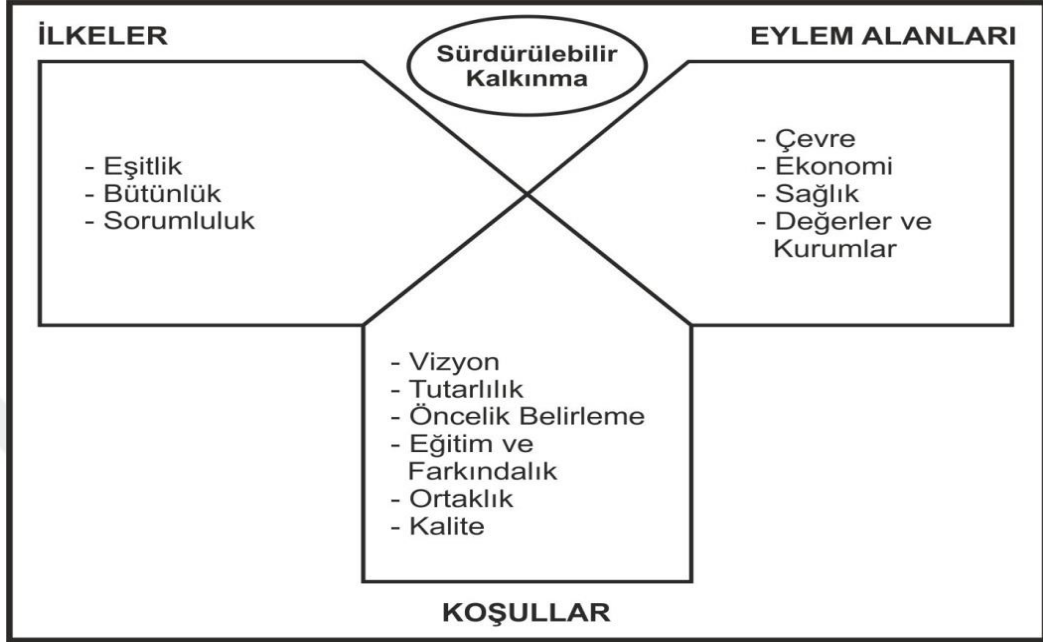 İLKELER
Sürdürülebilir
Kalkınma
EYLEM ALANLARI
- Eşitlik
- Bütünlük
- Sorumluluk
- Çevre
- Ekonomi
- Sağlık
- Değerler ve
Kurumlar
- Vizyon
- Tutarlılık
- Öncelik Belirleme
- Eğitim ve
Farkındalık
- Ortaklık
- Kalite
KOŞULLAR